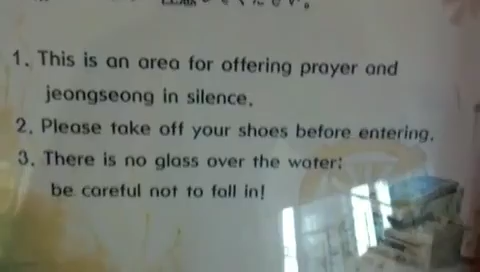 1. This is an area for offering prayer and
jeongseong in silence.
2. Please take off your shoes before entering.
3. There is no glass over the water;
be careful not to fall in!